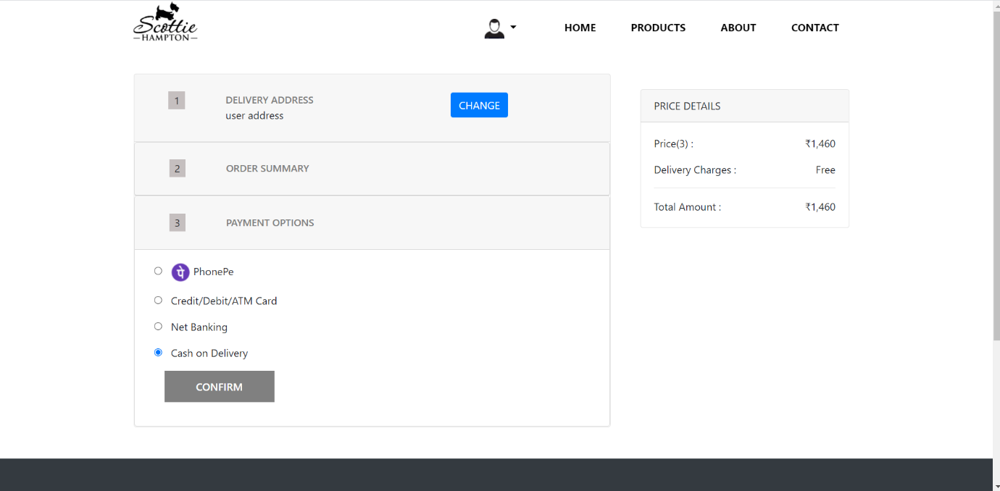 Scottie
HAMPTON
HOME
PRODUCTS
ABOUT
CONTACT
1
DELIVERY ADDRESS
user address
CHANGE
2
ORDER SUMMARY
3
PAYMENT OPTIONS
पे PhonePe
Credit/Debit/ATM Card
Net Banking
Cash on Delivery
CONFIRM
PRICE DETAILS
Price(3) : ₹1,460
Delivery Charges : Free
Total Amount : ₹1,460